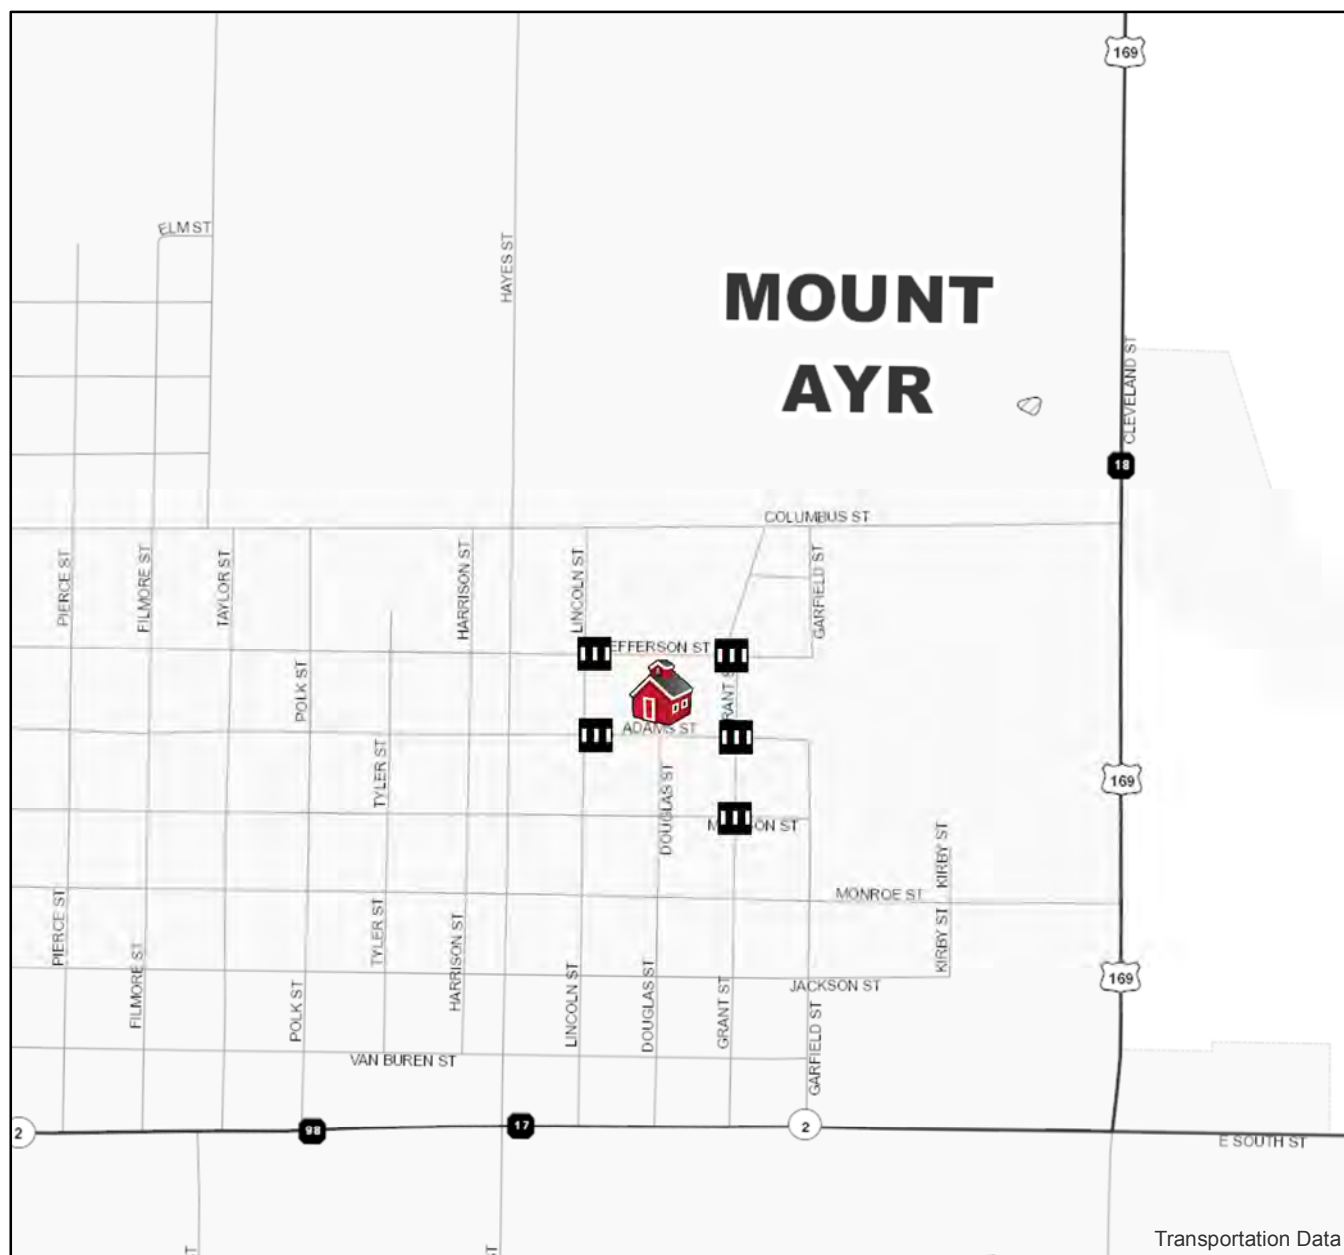 169
ELM ST
HAYES ST
MOUNT
AYR
CLEVELAND ST
18
COLUMBUS ST
PIERCE ST
FILMORE ST
TAYLOR ST
HARRISON ST
LINCOLN ST
GARFIELD ST
EFFERSON ST
POLK ST
RANT S
ADAMS ST
TYLER ST
DOUGLAS ST
169
ON ST
KIRBY ST
MONROE ST
PIERCE ST
FILMORE ST
TYLER ST
HARRISON ST
KIRBY ST
LINCOLN ST
DOUGLAS ST
GRANT ST
169
JACKSON ST
POLK ST
GARFIELD ST
VAN BUREN ST
2
98
17
2
E SOUTH ST
Transportation Data